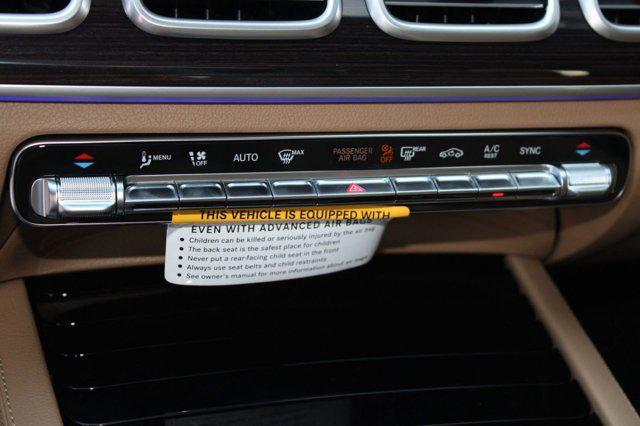 MENU OFF AUTO MAX PASSENGER AIR BAG OFF REAR A/C REST SYNC
THIS VEHICLE IS EQUIPPED WITH
EVEN WITH ADVANCED AIR BAGS
• Children can be killed or seriously injured by the air bag
• The back seat is the safest place for children
• Never put a rear-facing child seat in the front
• Always use seat belts and child restraints
• See owner's manual for more information about air bags